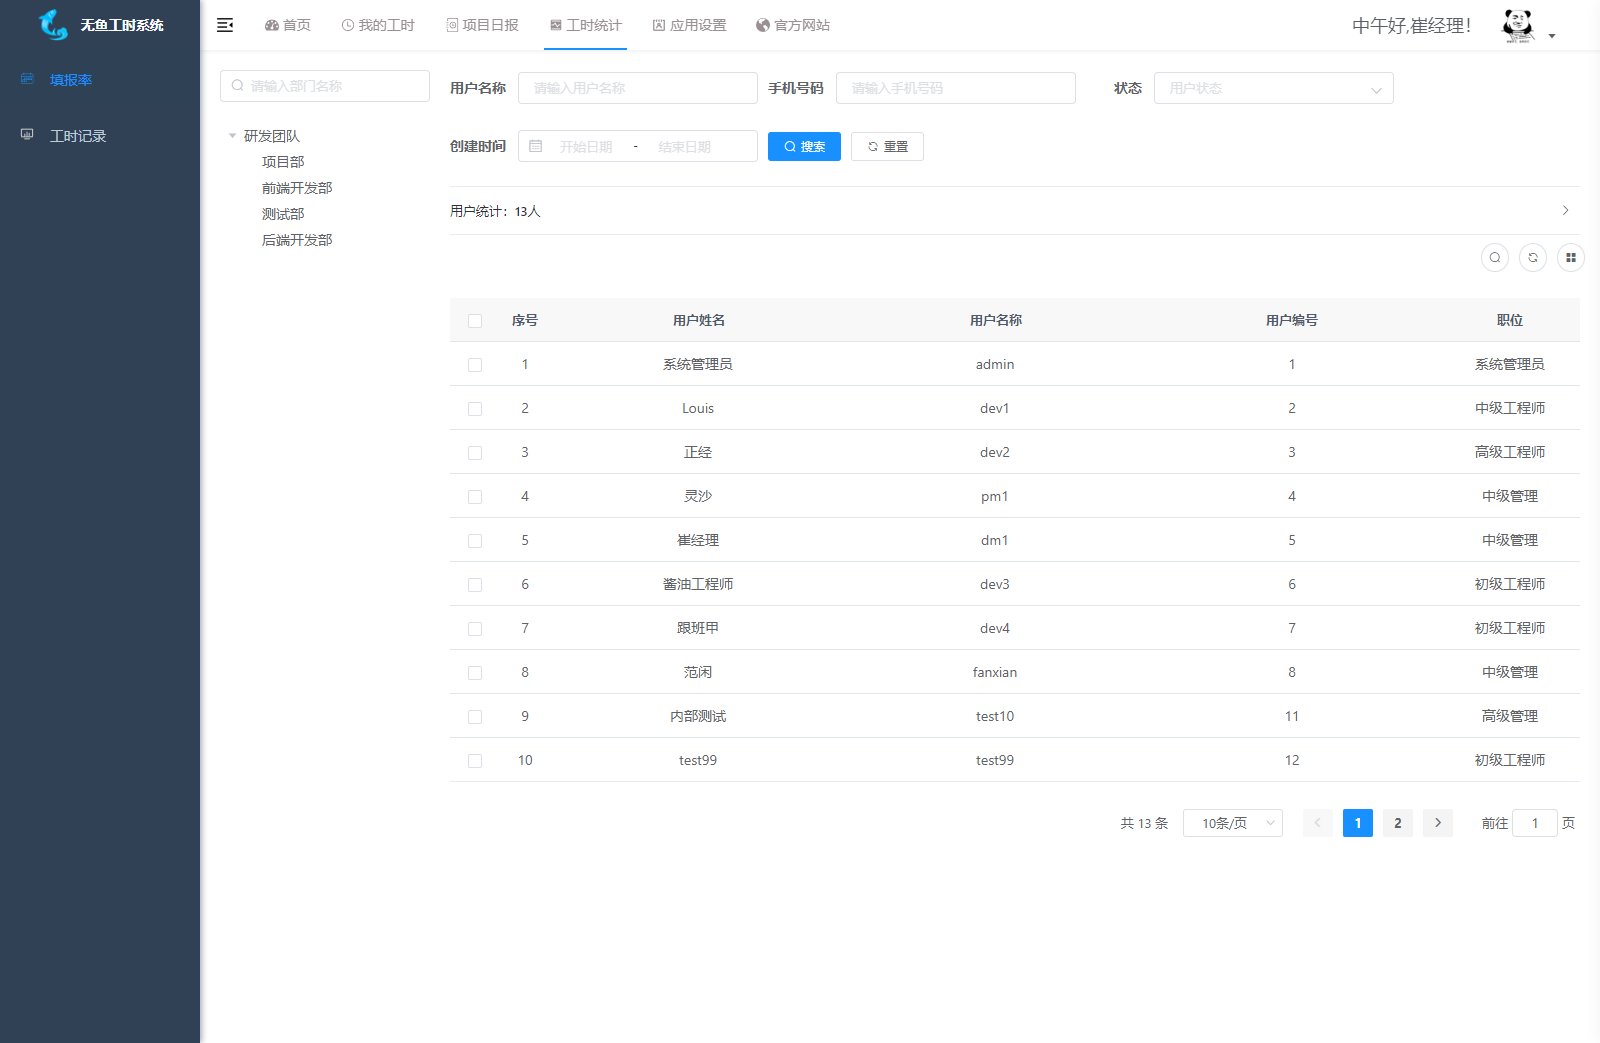 无鱼工时系统
首页 我的工时 项目日报 工时统计 应用设置 官方网站
中午好,崔经理!
填报率
工时记录
请输入部门名称
研发团队
项目部
前端开发部
测试部
后端开发部
用户名称 请输入用户名称 手机号码 请输入手机号码 状态 用户状态
创建时间 开始日期 - 结束日期 搜索 重置
用户统计：13人
序号 用户姓名 用户名称 用户编号 职位
1 系统管理员 admin 1 系统管理员
2 Louis dev1 2 中级工程师
3 正经 dev2 3 高级工程师
4 灵沙 pm1 4 中级管理
5 崔经理 dm1 5 中级管理
6 酱油工程师 dev3 6 初级工程师
7 跟班甲 dev4 7 初级工程师
8 范闲 fanxian 8 中级管理
9 内部测试 test10 11 高级管理
10 test99 test99 12 初级工程师
共 13 条 10条/页 1 2 前往 1 页